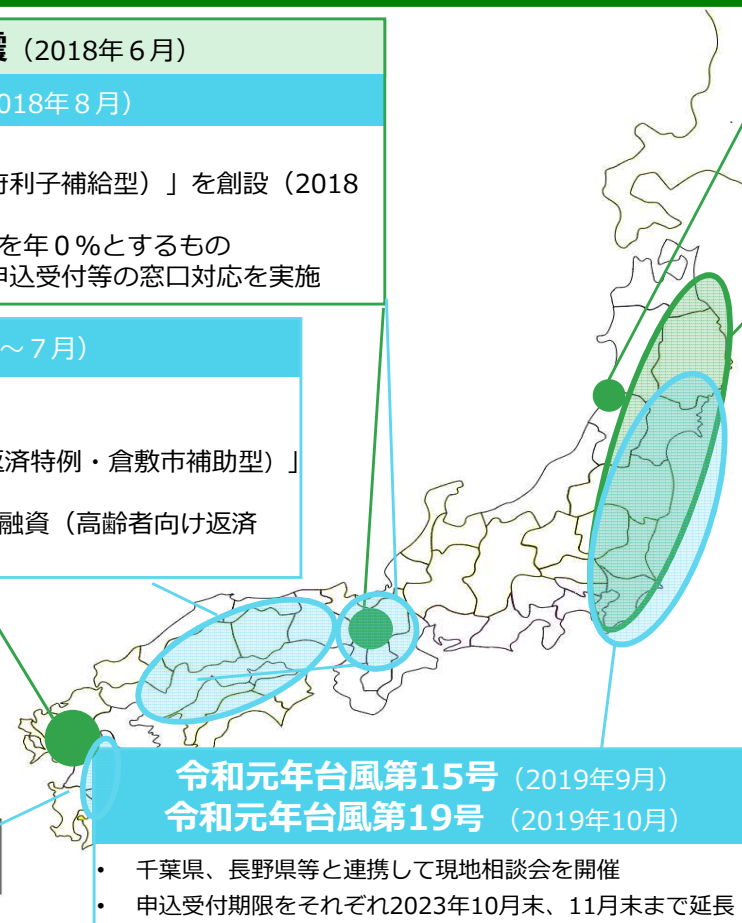 震（2018年６月）
018年８月）
府利子補給型）」を創設（2018
を年０%とするもの
申込受付等の窓口対応を実施
～７月）
返済特例・倉敷市補助型）」
融資（高齢者向け返済
令和元年台風第15号（2019年9月）
令和元年台風第19号 （2019年10月）
• 千葉県、長野県等と連携して現地相談会を開催
• 申込受付期限をそれぞれ2023年10月末、11月末まで延長